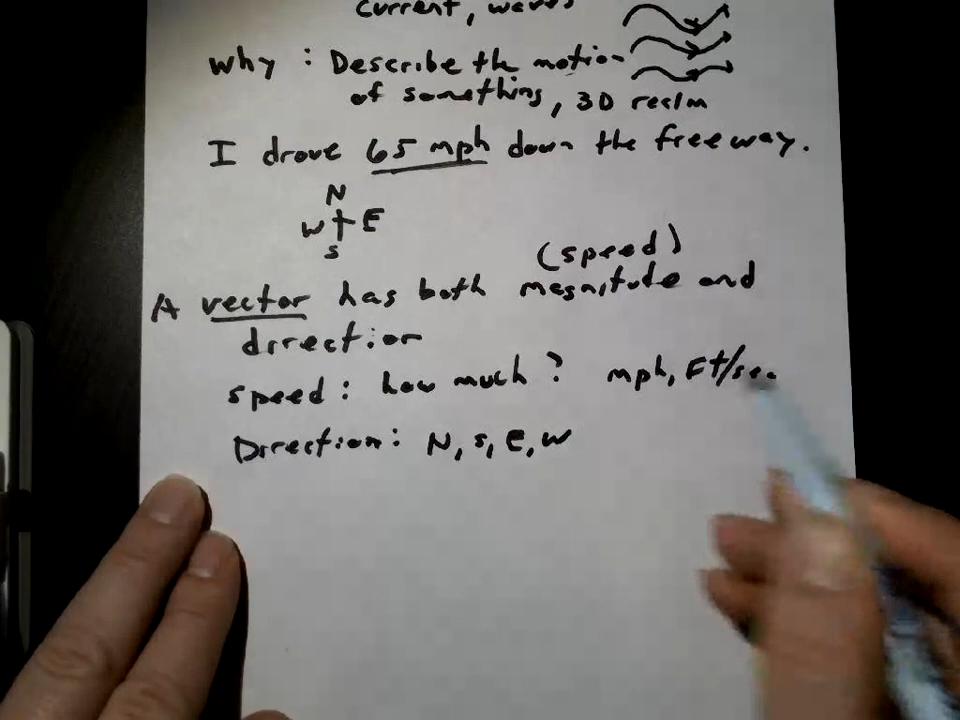 current, waves
why : Describe the motion
of something, 3D realm
I drove 65 mph down the freeway.
N
W E
S
(speed)
A vector has both magnitude and
direction
speed : how much ? mph, Ft/sec
Direction : N, S, E, W